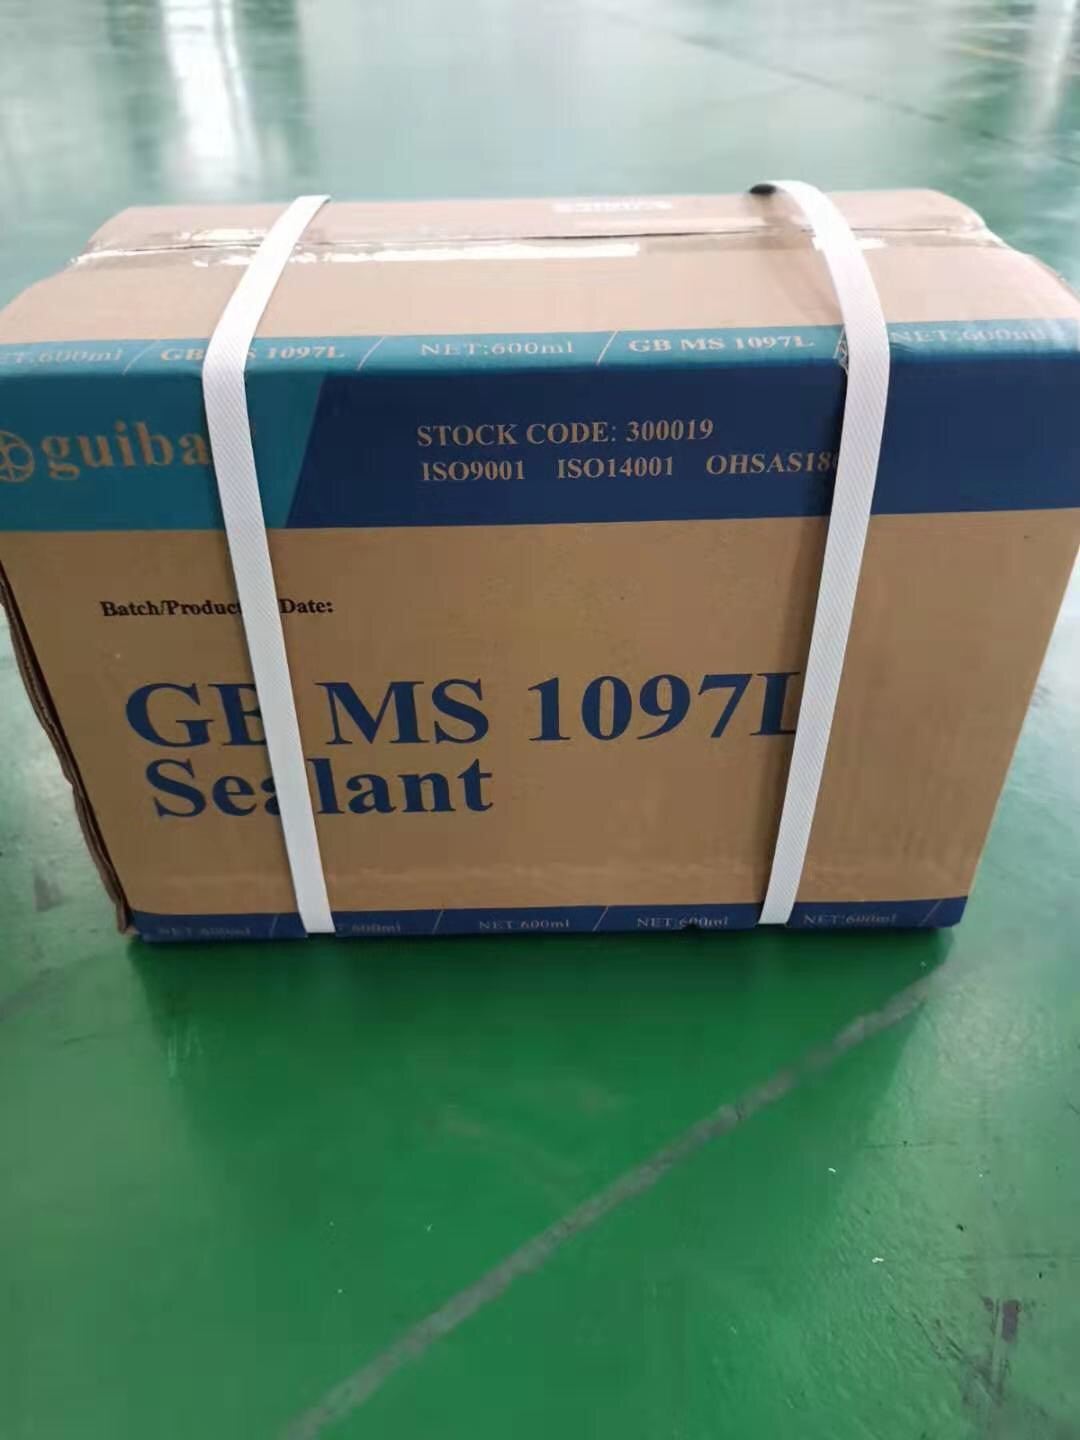 NET:600ml / GB MS 1097L / NET:600ml / GB MS 1097L / NET:600ml
guiba
STOCK CODE: 300019
ISO9001 ISO14001 OHSAS18
Batch/Product Date:
GB MS 1097L
Sealant
NET:600ml / 600ml / NET:600ml / NET:600ml / NET:600ml /